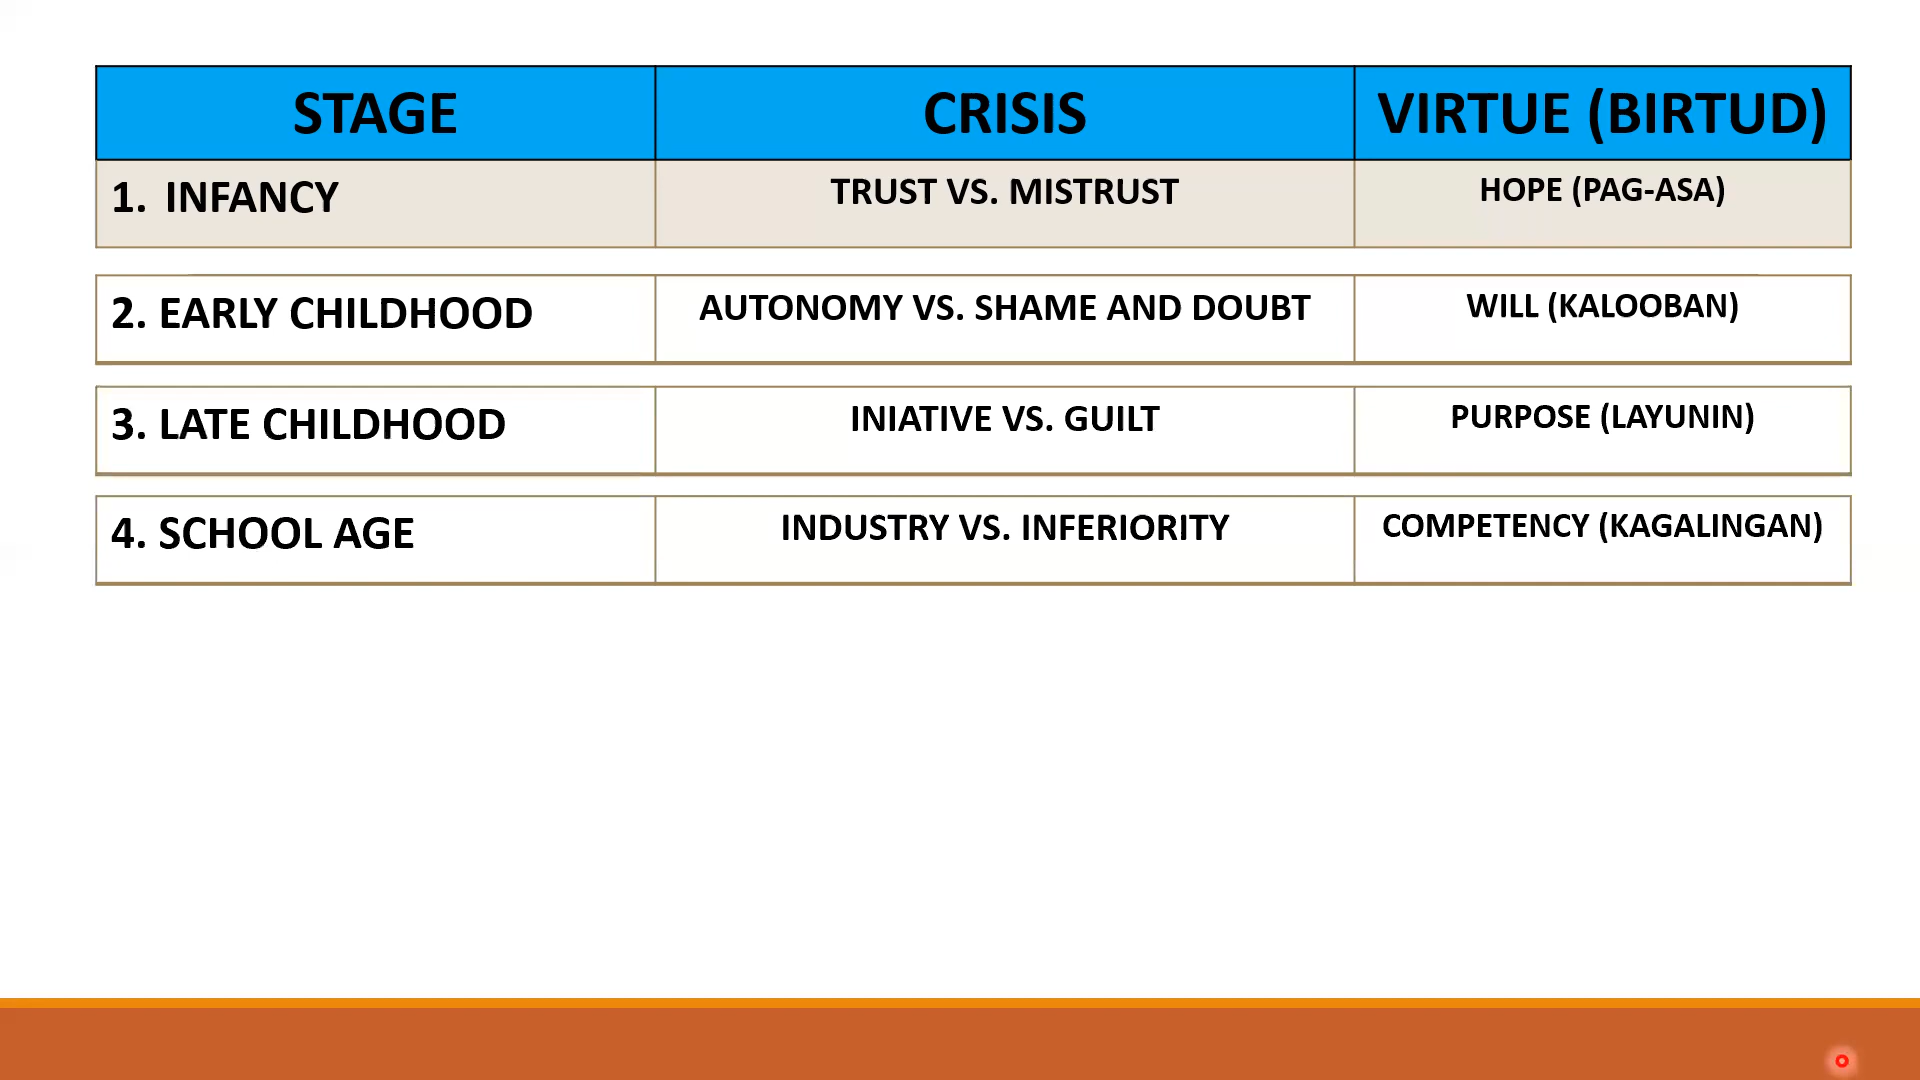 STAGE CRISIS VIRTUE (BIRTUD)
1. INFANCY TRUST VS. MISTRUST HOPE (PAG-ASA)
2. EARLY CHILDHOOD AUTONOMY VS. SHAME AND DOUBT WILL (KALOOBAN)
3. LATE CHILDHOOD INIATIVE VS. GUILT PURPOSE (LAYUNIN)
4. SCHOOL AGE INDUSTRY VS. INFERIORITY COMPETENCY (KAGALINGAN)